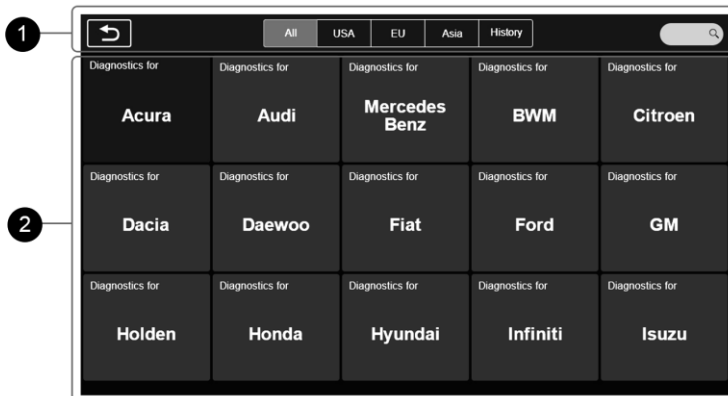 1
All USA EU Asia History
2
Diagnostics for Diagnostics for Diagnostics for Diagnostics for Diagnostics for
Acura Audi Mercedes Benz BWM Citroen
Diagnostics for Diagnostics for Diagnostics for Diagnostics for Diagnostics for
Dacia Daewoo Fiat Ford GM
Diagnostics for Diagnostics for Diagnostics for Diagnostics for Diagnostics for
Holden Honda Hyundai Infiniti Isuzu